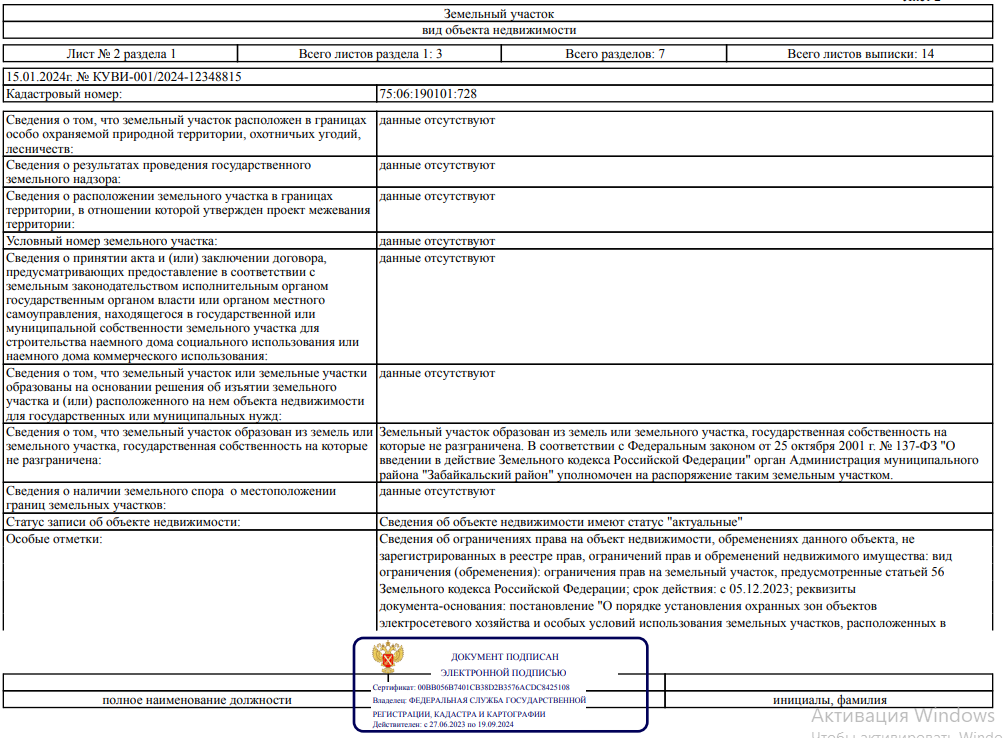 Земельный участок
вид объекта недвижимости
Лист № 2 раздела 1
Всего листов раздела 1: 3
Всего разделов: 7
Всего листов выписки: 14
15.01.2024г. № КУВИ-001/2024-12348815
Кадастровый номер:
75:06:190101:728
Сведения о том, что земельный участок расположен в границах
особо охраняемой природной территории, охотничьих угодий,
лесничеств:
данные отсутствуют
Сведения о результатах проведения государственного
земельного надзора:
данные отсутствуют
Сведения о расположении земельного участка в границах
территории, в отношении которой утвержден проект межевания
территории:
данные отсутствуют
Условный номер земельного участка:
данные отсутствуют
Сведения о принятии акта и (или) заключении договора,
предусматривающих предоставление в соответствии с
земельным законодательством исполнительным органом
государственным органом власти или органом местного
самоуправления, находящегося в государственной или
муниципальной собственности земельного участка для
строительства наемного дома социального использования или
наемного дома коммерческого использования:
данные отсутствуют
Сведения о том, что земельный участок или земельные участки
образованы на основании решения об изъятии земельного
участка и (или) расположенного на нем объекта недвижимости
для государственных или муниципальных нужд:
данные отсутствуют
Сведения о том, что земельный участок образован из земель или
земельного участка, государственная собственность на которые
не разграничена:
Земельный участок образован из земель или земельного участка, государственная собственность на
которые не разграничена. В соответствии с Федеральным законом от 25 октября 2001 г. № 137-ФЗ "О
введении в действие Земельного кодекса Российской Федерации" орган Администрация муниципального
района "Забайкальский район" уполномочен на распоряжение таким земельным участком.
Сведения о наличии земельного спора о местоположении
границ земельных участков:
данные отсутствуют
Статус записи об объекте недвижимости:
Сведения об объекте недвижимости имеют статус "актуальные"
Особые отметки:
Сведения об ограничениях права на объект недвижимости, обременениях данного объекта, не
зарегистрированных в реестре прав, ограничений прав и обременений недвижимого имущества: вид
ограничения (обременения): ограничения прав на земельный участок, предусмотренные статьей 56
Земельного кодекса Российской Федерации; срок действия: c 05.12.2023; реквизиты
документа-основания: постановление "О порядке установления охранных зон объектов
электросетевого хозяйства и особых условий использования земельных участков, расположенных в
ДОКУМЕНТ ПОДПИСАН
ЭЛЕКТРОННОЙ ПОДПИСЬЮ
Сертификат: 00BB056B7401CB38D2B3576ACDC8425108
Владелец: ФЕДЕРАЛЬНАЯ СЛУЖБА ГОСУДАРСТВЕННОЙ
РЕГИСТРАЦИИ, КАДАСТРА И КАРТОГРАФИИ
Действителен: с 27.06.2023 по 19.09.2024
полное наименование должности
инициалы, фамилия
Активация Windows